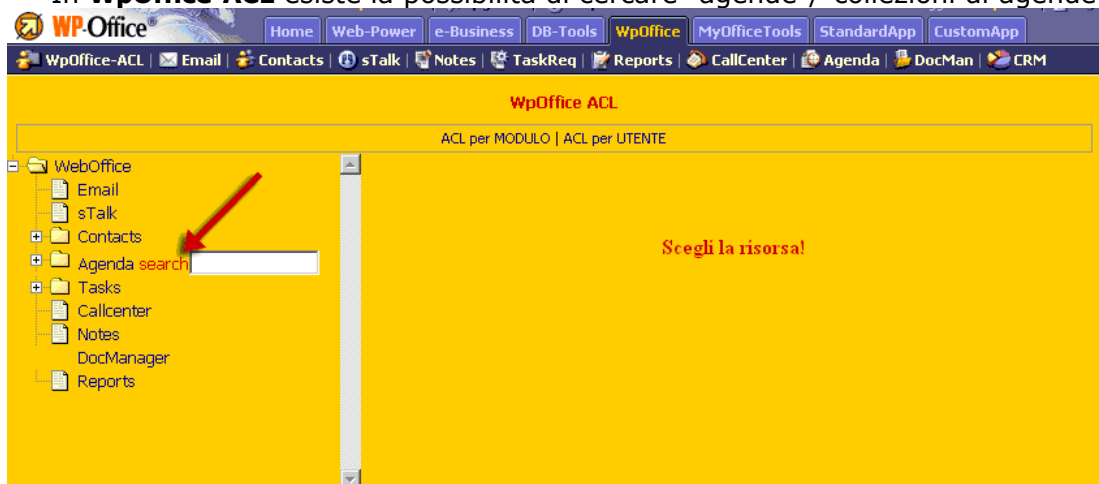 In WpOffice ACL esiste la possibilità di cercare "agende / collezioni di agende
WP-Office®
Home Web-Power e-Business DB-Tools WpOffice MyOfficeTools StandardApp CustomApp
WpOffice-ACL | Email | Contacts | sTalk | Notes | TaskReq | Reports | CallCenter | Agenda | DocMan | CRM
WpOffice ACL
ACL per MODULO | ACL per UTENTE
WebOffice
Email
sTalk
Contacts
Agenda search
Tasks
Callcenter
Notes
DocManager
Reports
Scegli la risorsa!